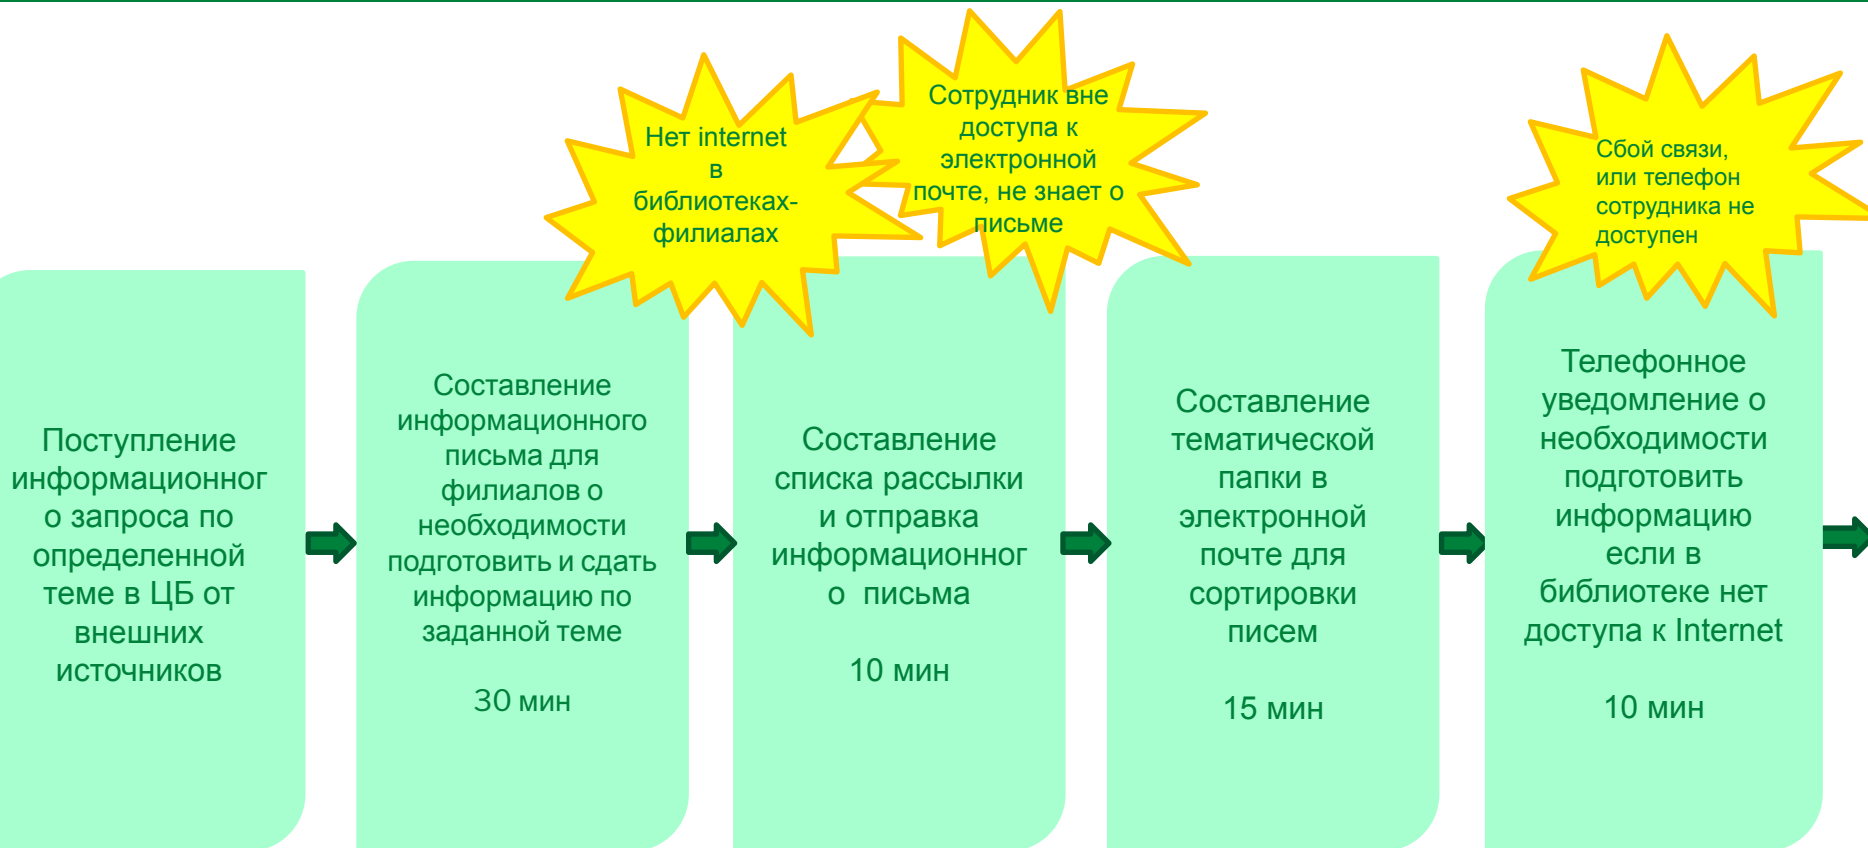 Нет internet
в
библиотеках-
филиалах
Сотрудник вне
доступа к
электронной
почте, не знает о
письме
Сбой связи,
или телефон
сотрудника не
доступен
Поступление
информационног
о запроса по
определенной
теме в ЦБ от
внешних
источников
Составление
информационного
письма для
филиалов о
необходимости
подготовить и сдать
информацию по
заданной теме
30 мин
Составление
списка рассылки
и отправка
информационног
о  письма
10 мин
Составление
тематической
папки в
электронной
почте для
сортировки
писем
15 мин
Телефонное
уведомление о
необходимости
подготовить
информацию
если в
библиотеке нет
доступа к Internet
10 мин